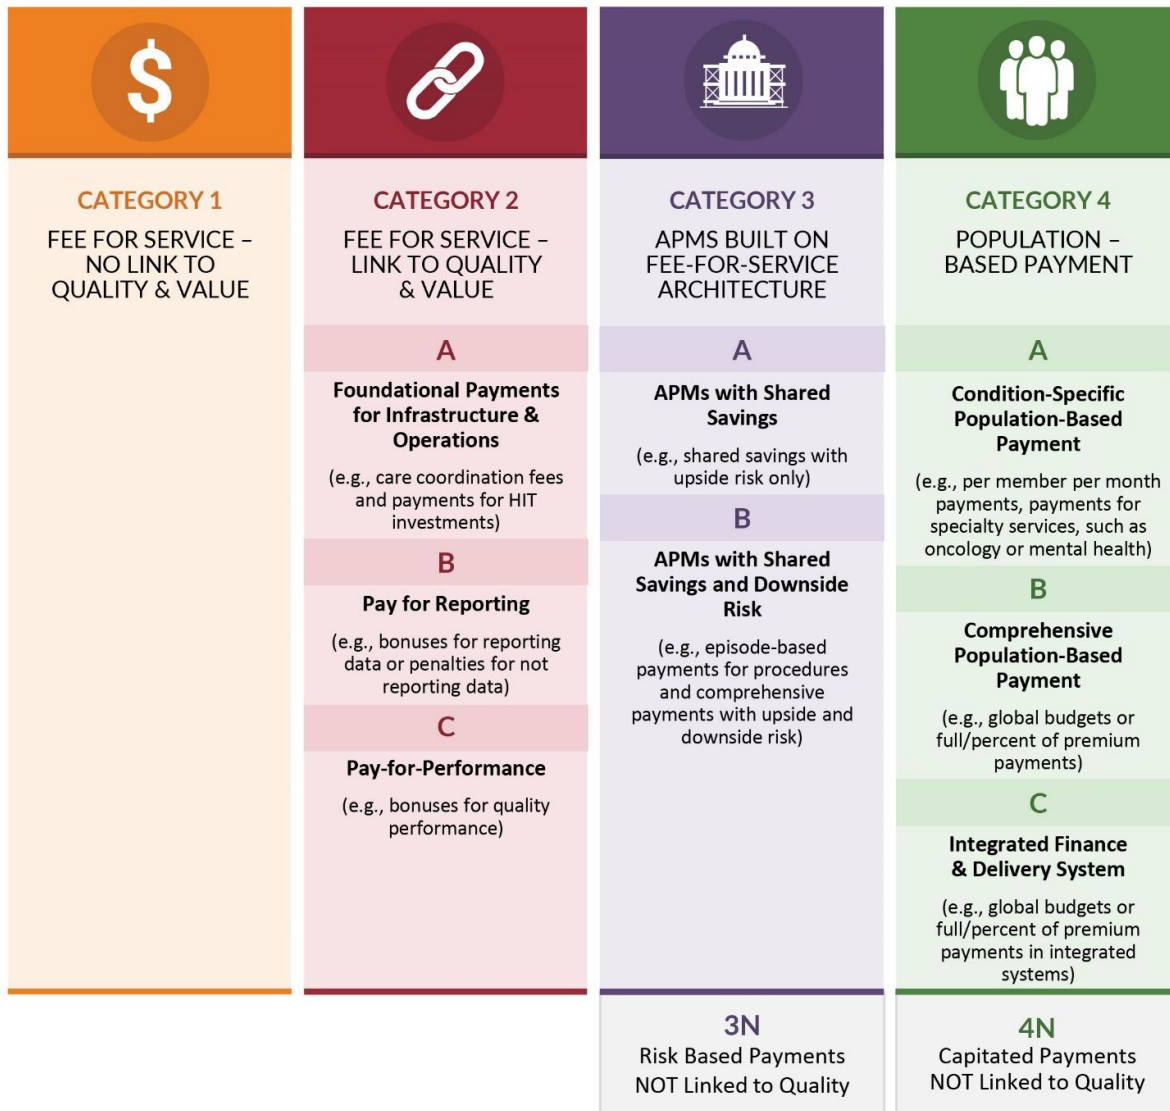 $
CATEGORY 1
FEE FOR SERVICE –
NO LINK TO
QUALITY & VALUE
CATEGORY 2
FEE FOR SERVICE –
LINK TO QUALITY
& VALUE
A
Foundational Payments
for Infrastructure &
Operations
(e.g., care coordination fees
and payments for HIT
investments)
B
Pay for Reporting
(e.g., bonuses for reporting
data or penalties for not
reporting data)
C
Pay-for-Performance
(e.g., bonuses for quality
performance)
CATEGORY 3
APMS BUILT ON
FEE-FOR-SERVICE
ARCHITECTURE
A
APMs with Shared
Savings
(e.g., shared savings with
upside risk only)
B
APMs with Shared
Savings and Downside
Risk
(e.g., episode-based
payments for procedures
and comprehensive
payments with upside and
downside risk)
3N
Risk Based Payments
NOT Linked to Quality
CATEGORY 4
POPULATION –
BASED PAYMENT
A
Condition-Specific
Population-Based
Payment
(e.g., per member per month
payments, payments for
specialty services, such as
oncology or mental health)
B
Comprehensive
Population-Based
Payment
(e.g., global budgets or
full/percent of premium
payments)
C
Integrated Finance
& Delivery System
(e.g., global budgets or
full/percent of premium
payments in integrated
systems)
4N
Capitated Payments
NOT Linked to Quality